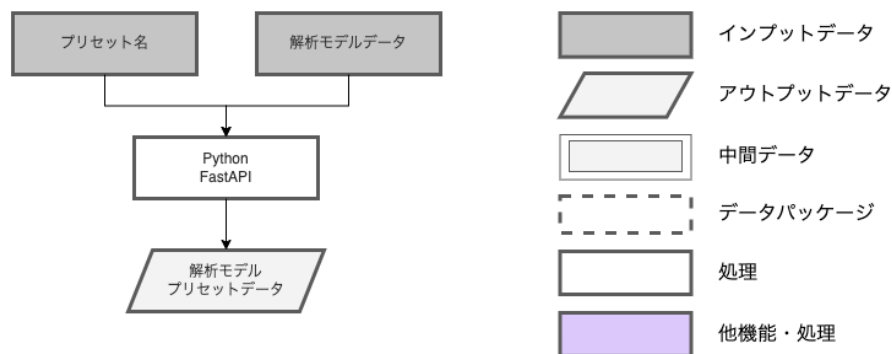 プリセット名
解析モデルデータ
Python
FastAPI
解析モデル
プリセットデータ
インプットデータ
アウトプットデータ
中間データ
データパッケージ
処理
他機能・処理